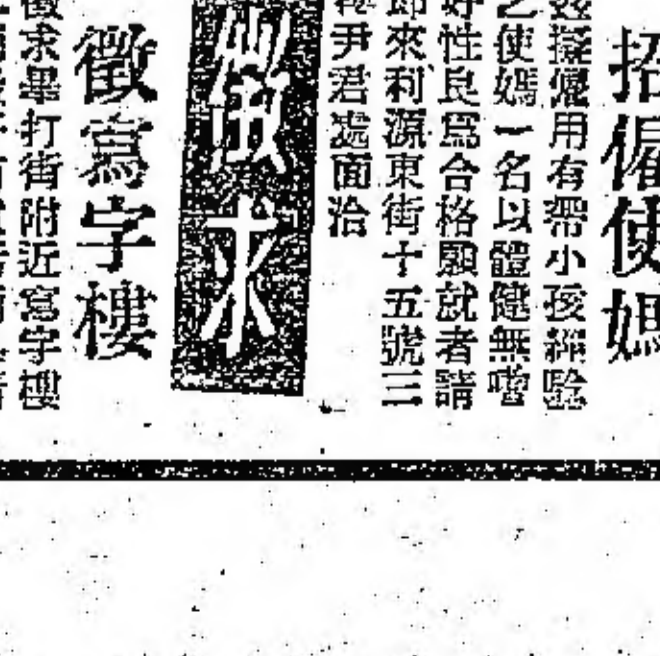 招僱使媽
茲擬僱用有帶小孩經驗
之使媽一名以體健無嗜
好性良為合格願就者請
即來利源東街十五號三
尹君處面洽
徵求
徵寫字樓
徵求畢打街附近寫字樓